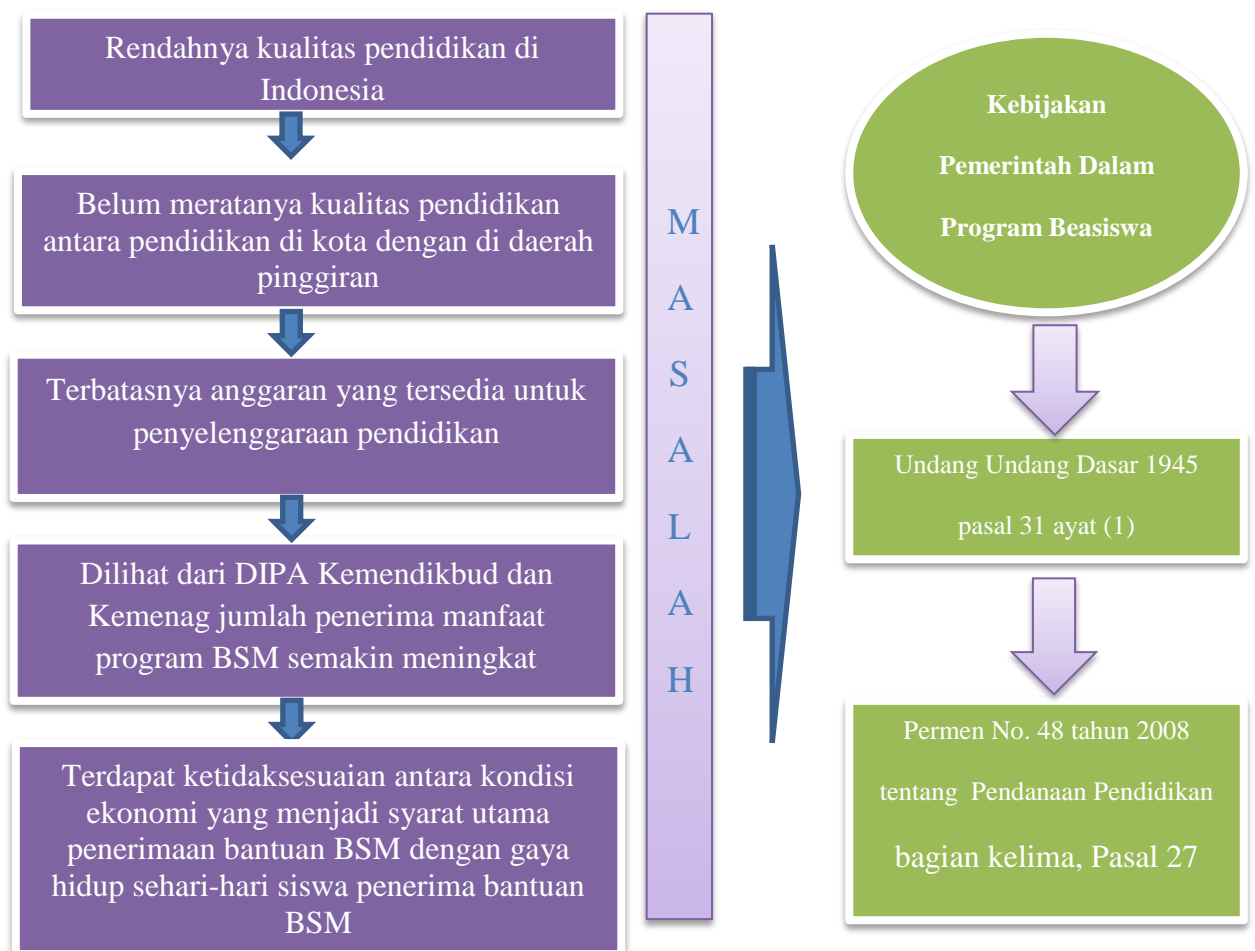 Rendahnya kualitas pendidikan di
Indonesia
Belum meratanya kualitas pendidikan
antara pendidikan di kota dengan di daerah
pinggiran
Terbatasnya anggaran yang tersedia untuk
penyelenggaraan pendidikan
Dilihat dari DIPA Kemendikbud dan
Kemenag jumlah penerima manfaat
program BSM semakin meningkat
Terdapat ketidaksesuaian antara kondisi
ekonomi yang menjadi syarat utama
penerimaan bantuan BSM dengan gaya
hidup sehari-hari siswa penerima bantuan
BSM
M
A
S
A
L
A
H
Kebijakan
Pemerintah Dalam
Program Beasiswa
Undang Undang Dasar 1945
pasal 31 ayat (1)
Permen No. 48 tahun 2008
tentang Pendanaan Pendidikan
bagian kelima, Pasal 27